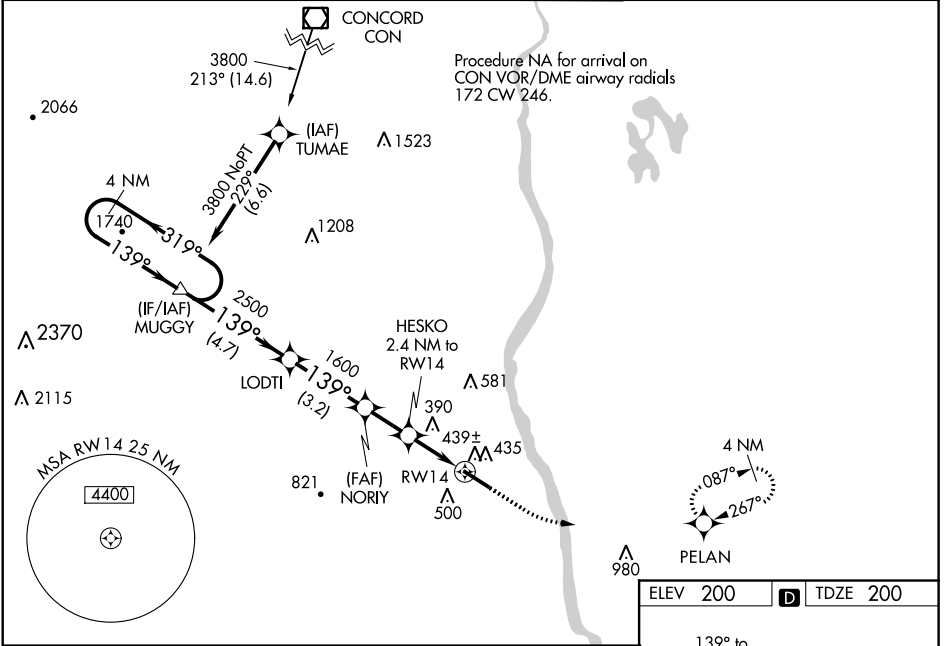 CONCORD
CON
3800
213° (14.6)
Procedure NA for arrival on
CON VOR/DME airway radials
172 CW 246.
2066
(IAF)
TUMAE
1523
3800 NoPT
229°
(6.6)
4 NM
1740
319°
139°
1208
(IF/IAF)
MUGGY
2500
139°
(4.7)
HESKO
2.4 NM to
RW14
2370
LODTI
1600
139°
(3.2)
581
2115
390
439±
435
MSA RW14 25 NM
4400
821
(FAF)
NORIY
RW14
500
4 NM
087°
267°
PELAN
980
ELEV 200
D
TDZE 200
139° to